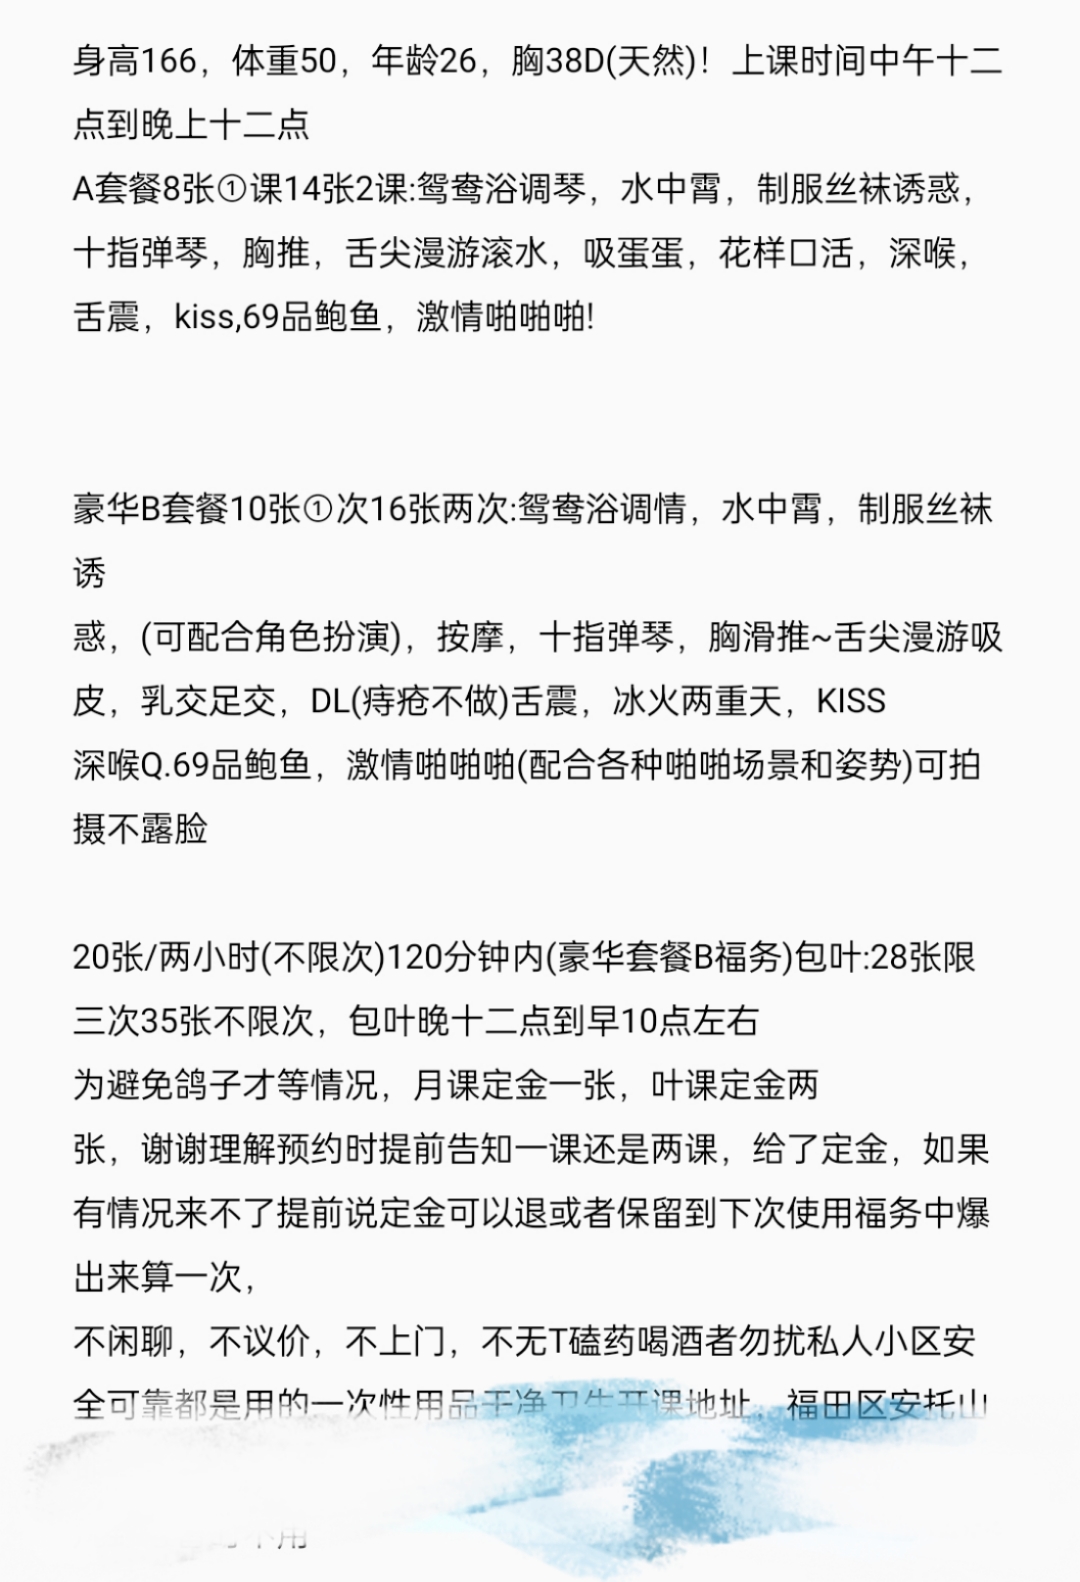 身高166，体重50，年龄26，胸38D(天然)！上课时间中午十二
点到晚上十二点
A套餐8张①课14张2课:鸳鸯浴调琴，水中霄，制服丝袜诱惑，
十指弹琴，胸推，舌尖漫游滚水，吸蛋蛋，花样口活，深喉，
舌震，kiss,69品鲍鱼，激情啪啪啪!
豪华B套餐10张①次16张两次:鸳鸯浴调情，水中霄，制服丝袜
诱
惑，(可配合角色扮演)，按摩，十指弹琴，胸滑推~舌尖漫游吸
皮，乳交足交，DL(痔疮不做)舌震，冰火两重天，KISS
深喉Q.69品鲍鱼，激情啪啪啪(配合各种啪啪场景和姿势)可拍
摄不露脸
20张/两小时(不限次)120分钟内(豪华套餐B福务)包叶:28张限
三次35张不限次，包叶晚十二点到早10点左右
为避免鸽子才等情况，月课定金一张，叶课定金两
张，谢谢理解预约时提前告知一课还是两课，给了定金，如果
有情况来不了提前说定金可以退或者保留到下次使用福务中爆
出来算一次，
不闲聊，不议价，不上门，不无T磕药喝酒者勿扰私人小区安
全可靠都是用的一次性用品干净卫生开课地址，福田区安托山
不用